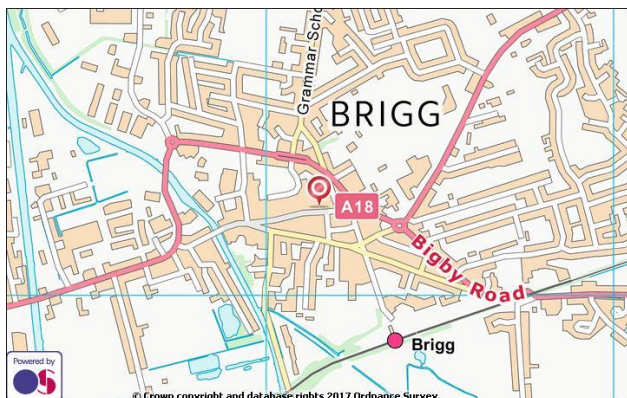 Grammar-Scho
BRIGG
A18
Bigby Road
Brigg
Powered by
OS
© Crown copyright and database rights 2017 Ordnance Survey.